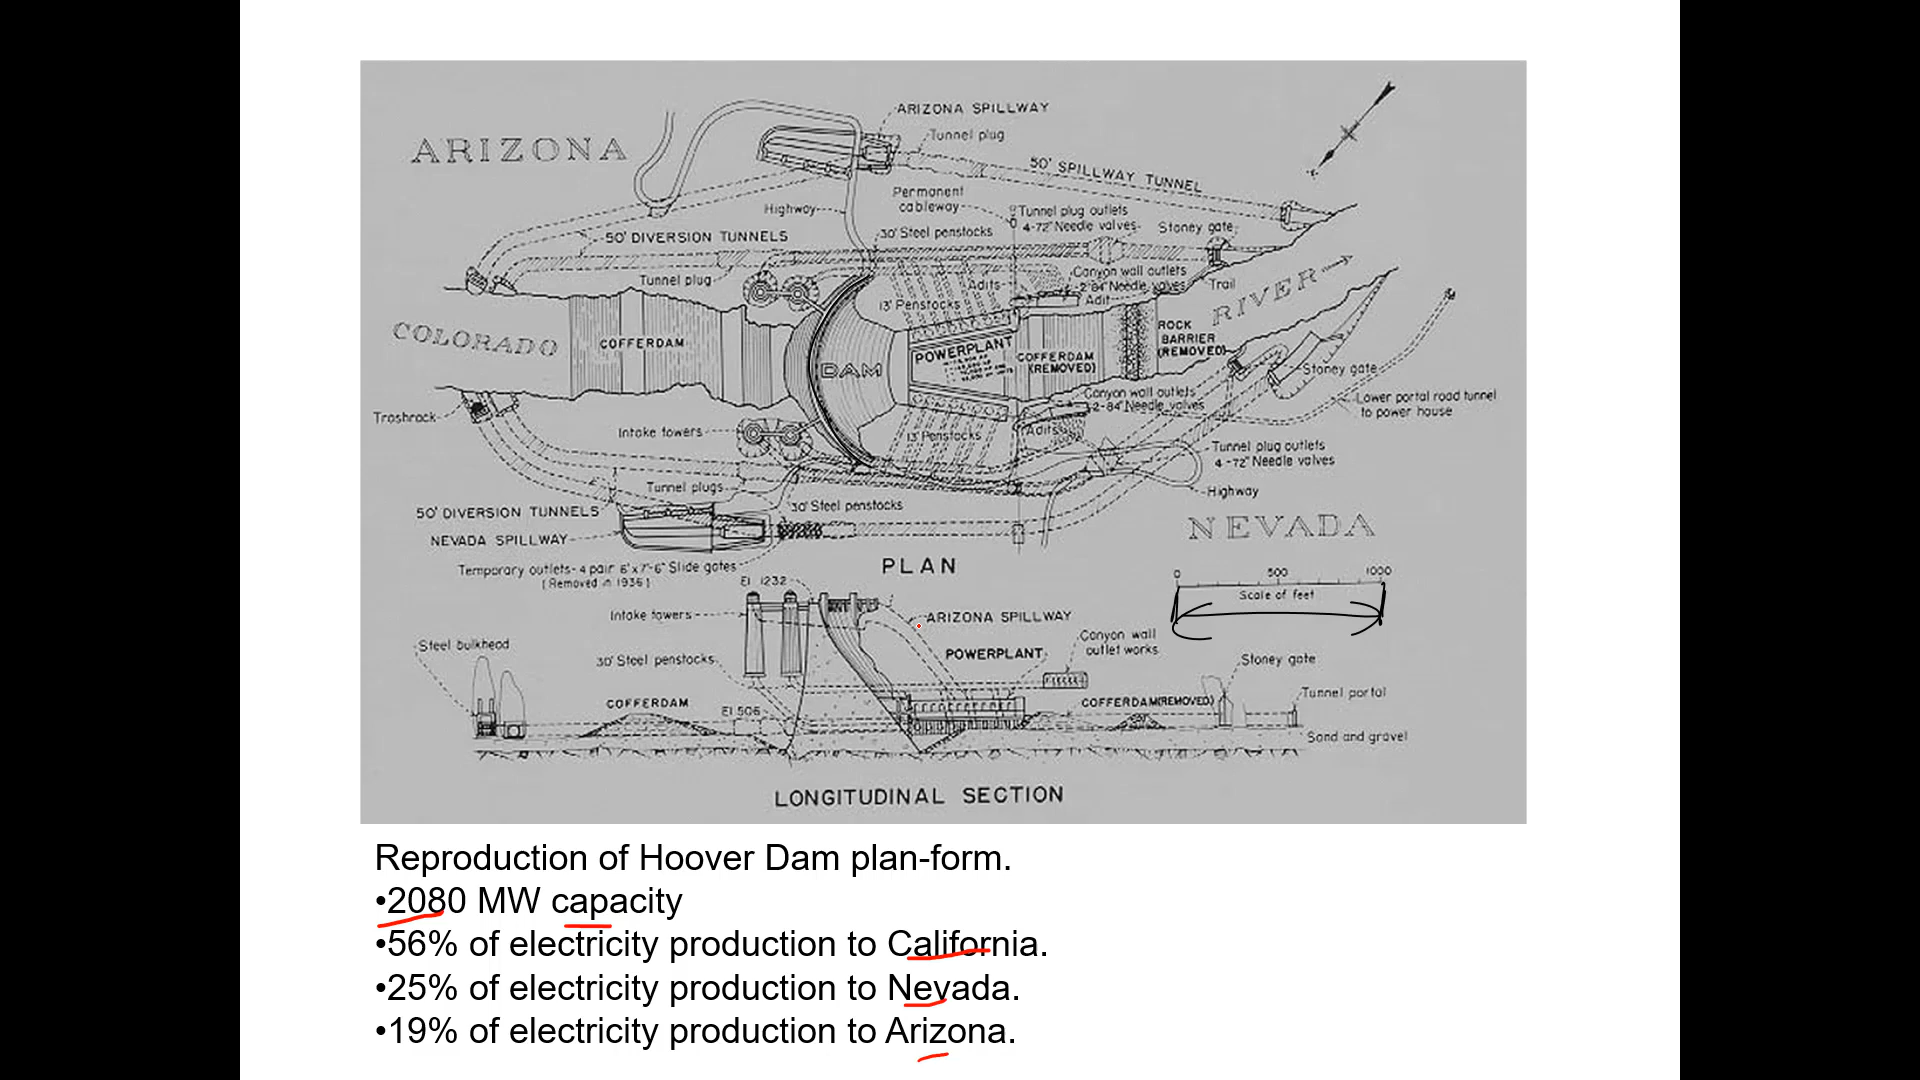 ARIZONA SPILLWAY
Tunnel plug
ARIZONA
50' SPILLWAY TUNNEL
Permanent
cableway
Highway
Tunnel plug outlets
4-72" Needle valves
Stoney gate
30' Steel penstocks
50' DIVERSION TUNNELS
Tunnel plug
Canyon wall outlets
2-84" Needle valves
Adits
Adit
Trail
13' Penstocks
RIVER
COLORADO
COFFERDAM
DAM
POWERPLANT
COFFERDAM
(REMOVED)
ROCK
BARRIER
(REMOVED)
Stoney gate
Canyon wall outlets
2-84" Needle valves
Lower portal road tunnel
to power house
Trashrack
Intake towers
13' Penstocks
Adits
Tunnel plug outlets
4-72" Needle valves
Tunnel plugs
Highway
30' Steel penstocks
50' DIVERSION TUNNELS
NEVADA
NEVADA SPILLWAY
Temporary outlets-4 pair 6'x7'-6" Slide gates
[Removed in 1936]
PLAN
0 500 1000
Scale of feet
El. 1232
Intake towers
ARIZONA SPILLWAY
Canyon wall
outlet works
Steel bulkhead
30' Steel penstocks
POWERPLANT
Stoney gate
Tunnel portal
COFFERDAM
El. 506
COFFERDAM(REMOVED)
Sand and gravel
LONGITUDINAL SECTION
Reproduction of Hoover Dam plan-form.
•2080 MW capacity
•56% of electricity production to California.
•25% of electricity production to Nevada.
•19% of electricity production to Arizona.